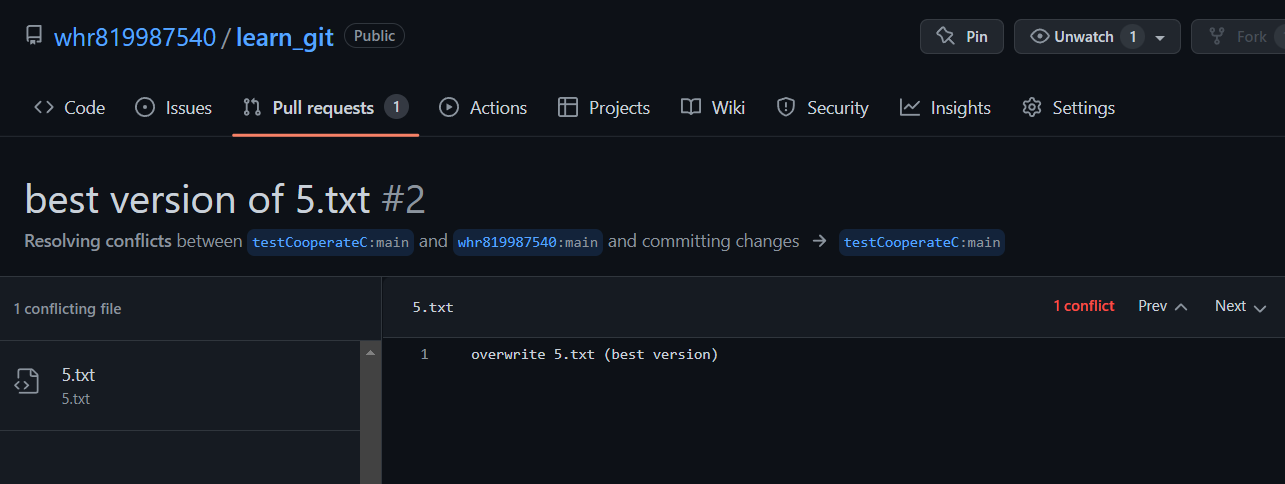 whr819987540 / learn_git Public Pin Unwatch 1 Fork
Code Issues Pull requests 1 Actions Projects Wiki Security Insights Settings
best version of 5.txt #2
Resolving conflicts between testCooperateC:main and whr819987540:main and committing changes → testCooperateC:main
1 conflicting file
5.txt 1 conflict Prev Next
1 overwrite 5.txt (best version)
5.txt
5.txt